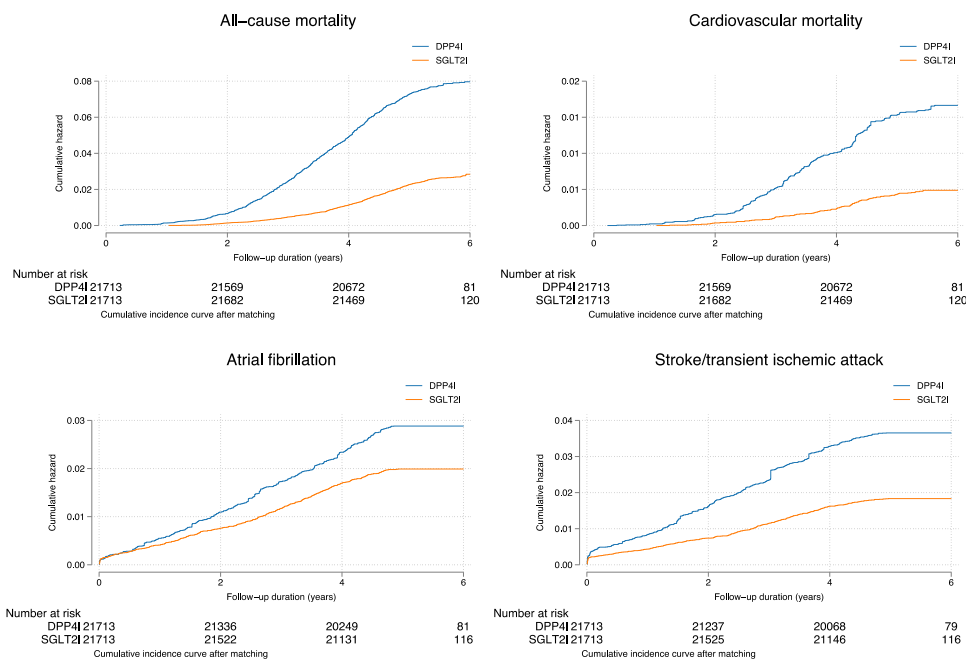 All−cause mortality
DPP4I
SGLT2I
0.08
0.06
0.04
0.02
0.00
Cumulative hazard
0 2 4 6
Follow-up duration (years)
Number at risk
DPP4I 21713 21569 20672 81
SGLT2I 21713 21682 21469 120
Cumulative incidence curve after matching
Cardiovascular mortality
DPP4I
SGLT2I
0.02
0.01
0.01
0.01
0.00
Cumulative hazard
0 2 4 6
Follow-up duration (years)
Number at risk
DPP4I 21713 21569 20672 81
SGLT2I 21713 21682 21469 120
Cumulative incidence curve after matching
Atrial fibrillation
DPP4I
SGLT2I
0.03
0.02
0.01
0.00
Cumulative hazard
0 2 4 6
Follow-up duration (years)
Number at risk
DPP4I 21713 21336 20249 81
SGLT2I 21713 21522 21131 116
Cumulative incidence curve after matching
Stroke/transient ischemic attack
DPP4I
SGLT2I
0.04
0.03
0.02
0.01
0.00
Cumulative hazard
0 2 4 6
Follow-up duration (years)
Number at risk
DPP4I 21713 21237 20068 79
SGLT2I 21713 21525 21146 116
Cumulative incidence curve after matching